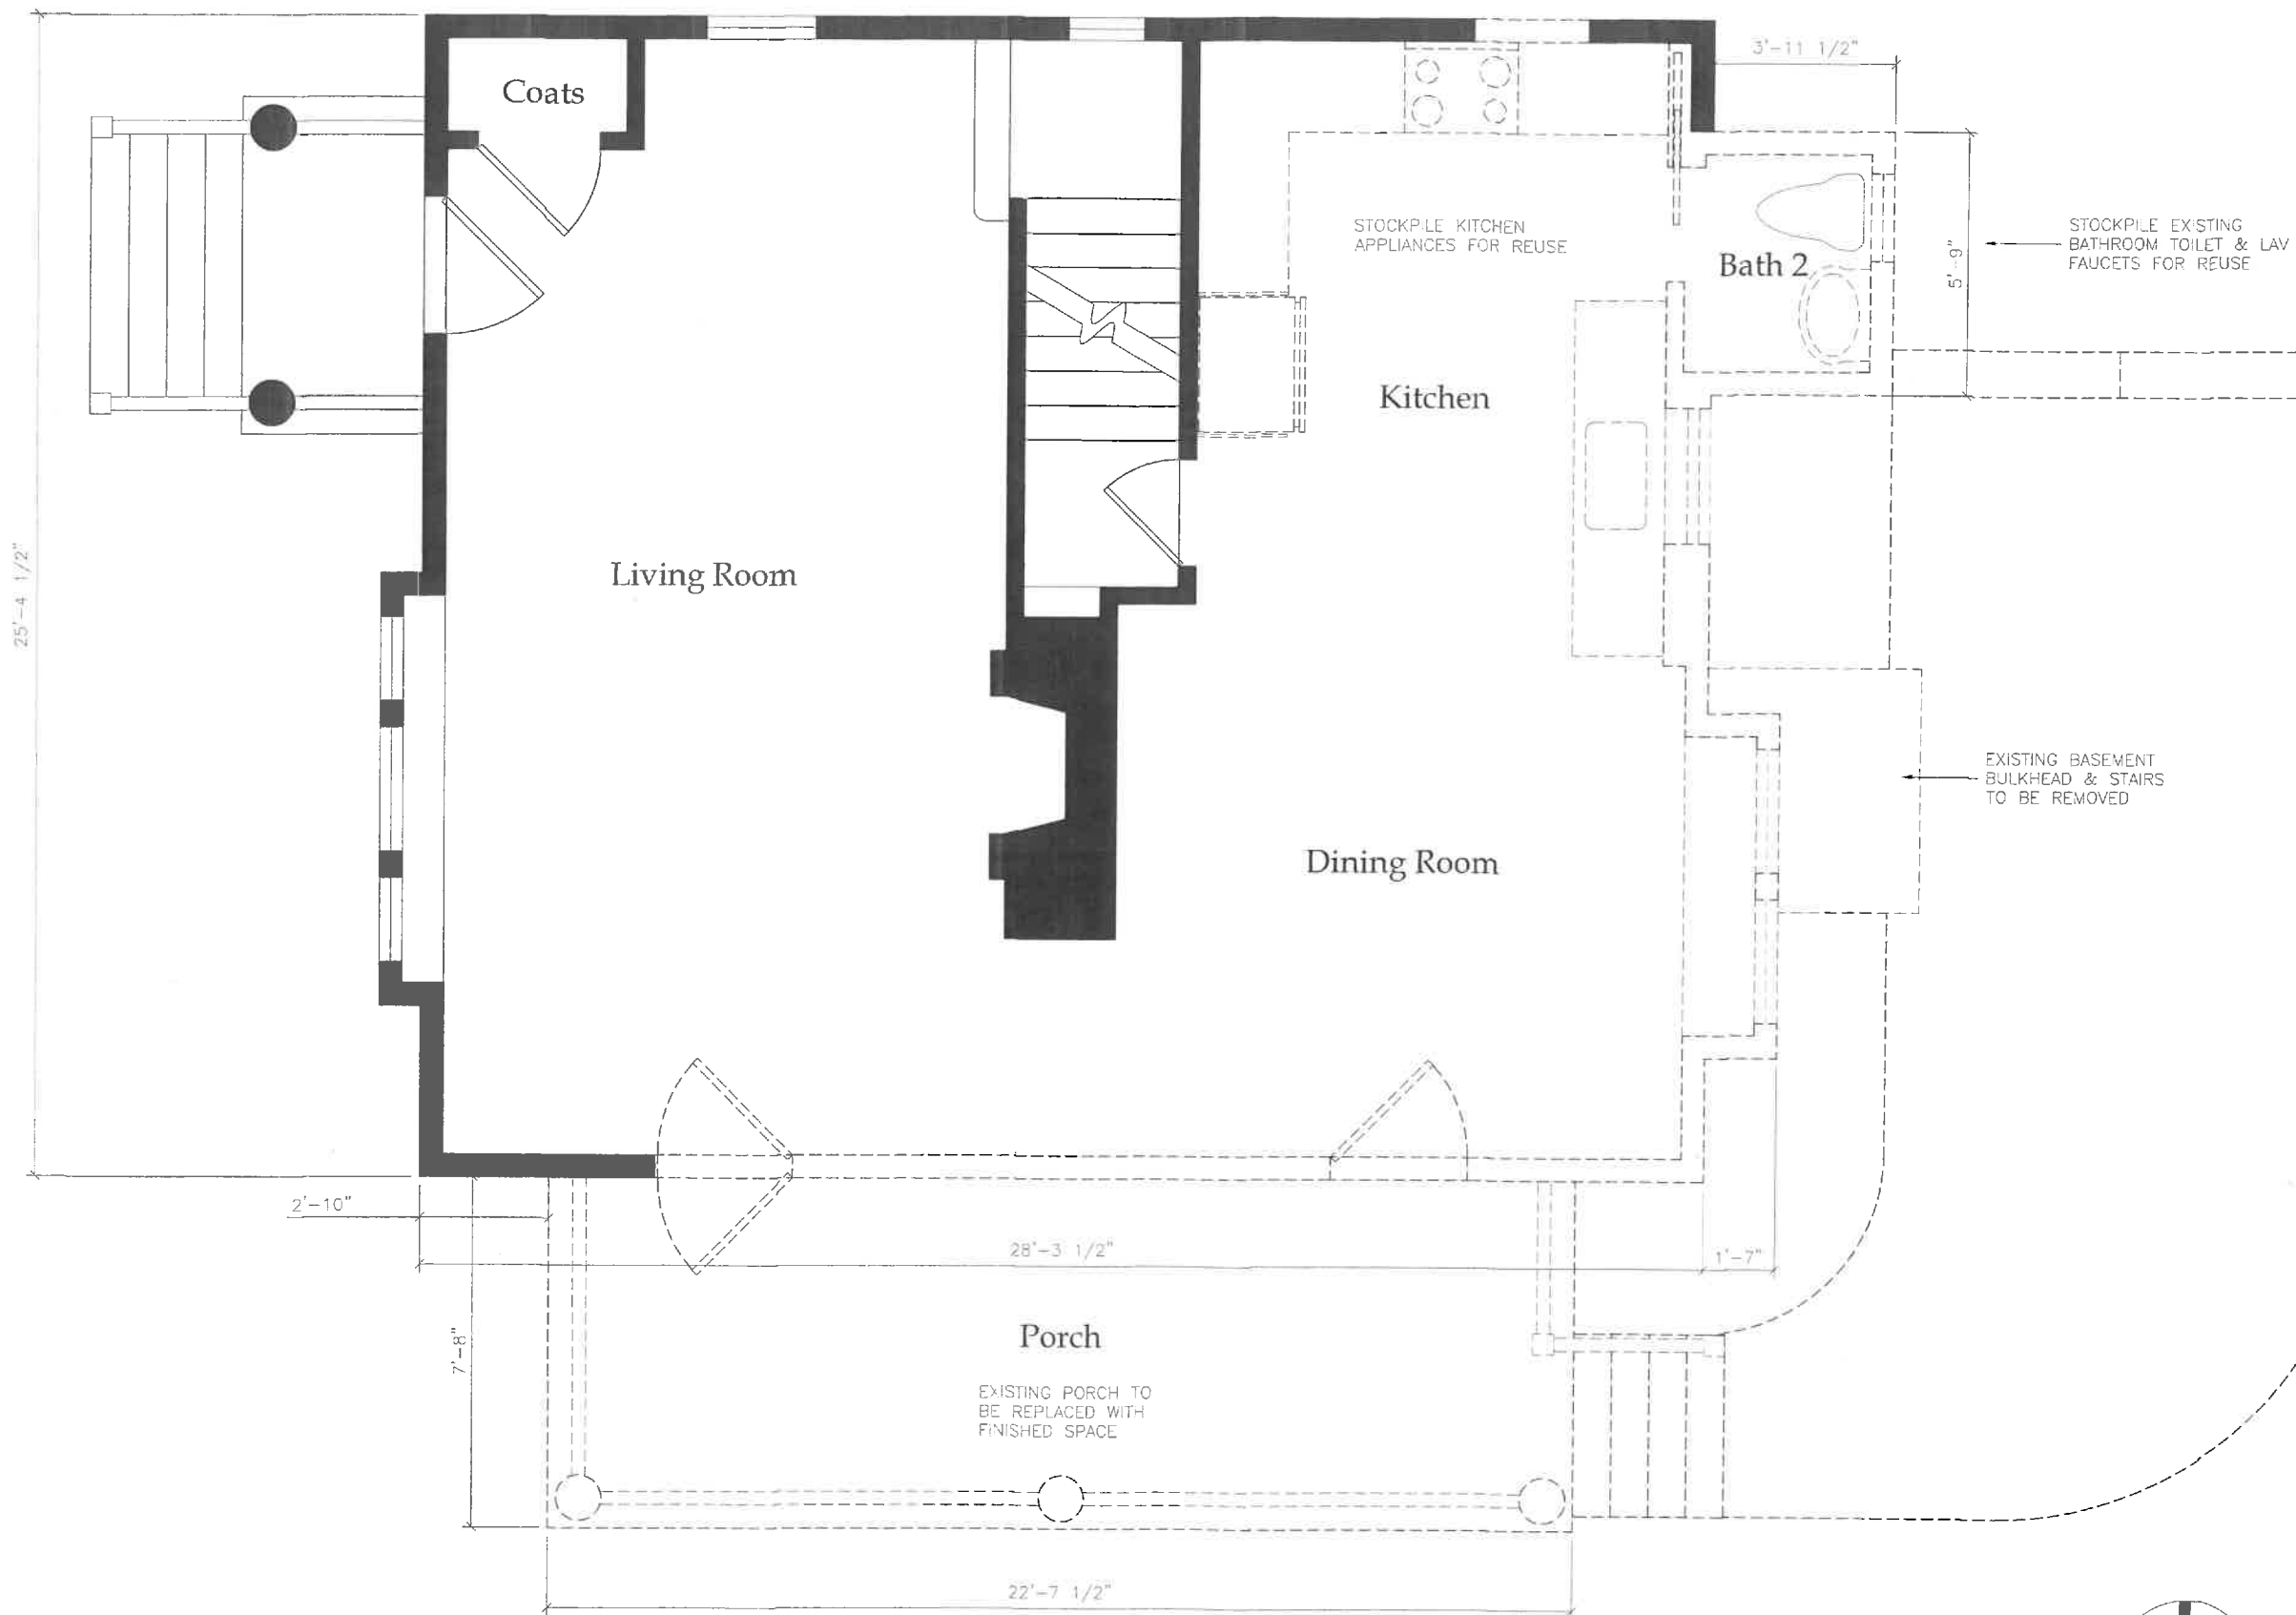 Coats
3'-11 1/2"
STOCKPILE KITCHEN
APPLIANCES FOR REUSE
Bath 2
5'-9"
STOCKPILE EXISTING
BATHROOM TOILET & LAV
FAUCETS FOR REUSE
Kitchen
25'-4 1/2"
Living Room
EXISTING BASEMENT
BULKHEAD & STAIRS
TO BE REMOVED
Dining Room
2'-10"
28'-3 1/2"
1'-7"
7'-8"
Porch
EXISTING PORCH TO
BE REPLACED WITH
FINISHED SPACE
22'-7 1/2"